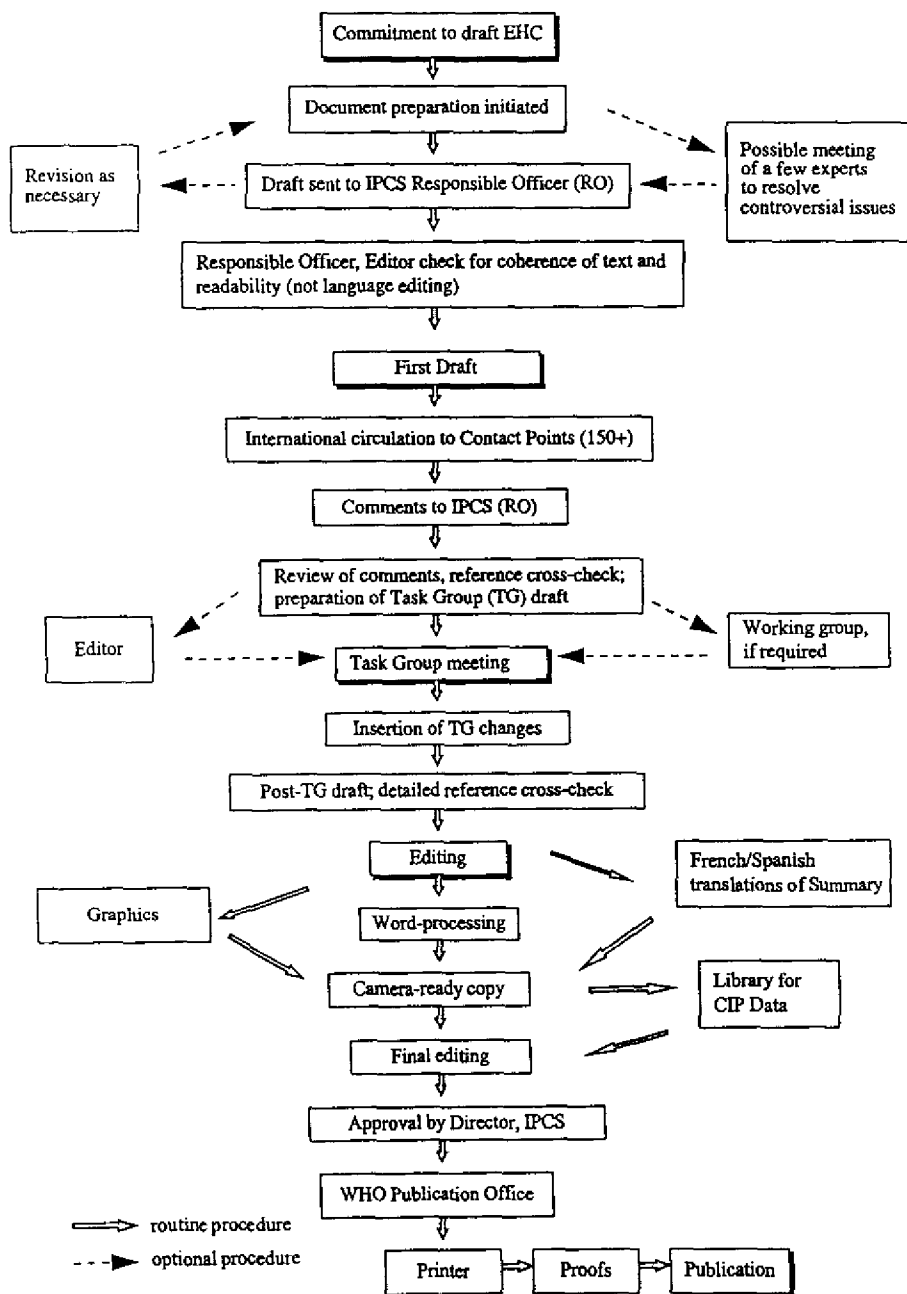 Commitment to draft EHC
Document preparation initiated
Revision as
necessary
Draft sent to IPCS Responsible Officer (RO)
Possible meeting
of a few experts
to resolve
controversial issues
Responsible Officer, Editor check for coherence of text and
readability (not language editing)
First Draft
International circulation to Contact Points (150+)
Comments to IPCS (RO)
Review of comments, reference cross-check;
preparation of Task Group (TG) draft
Editor
Working group,
if required
Task Group meeting
Insertion of TG changes
Post-TG draft; detailed reference cross-check
Editing
French/Spanish
translations of Summary
Graphics
Word-processing
Camera-ready copy
Library for
CIP Data
Final editing
Approval by Director, IPCS
WHO Publication Office
routine procedure
optional procedure
Printer
Proofs
Publication